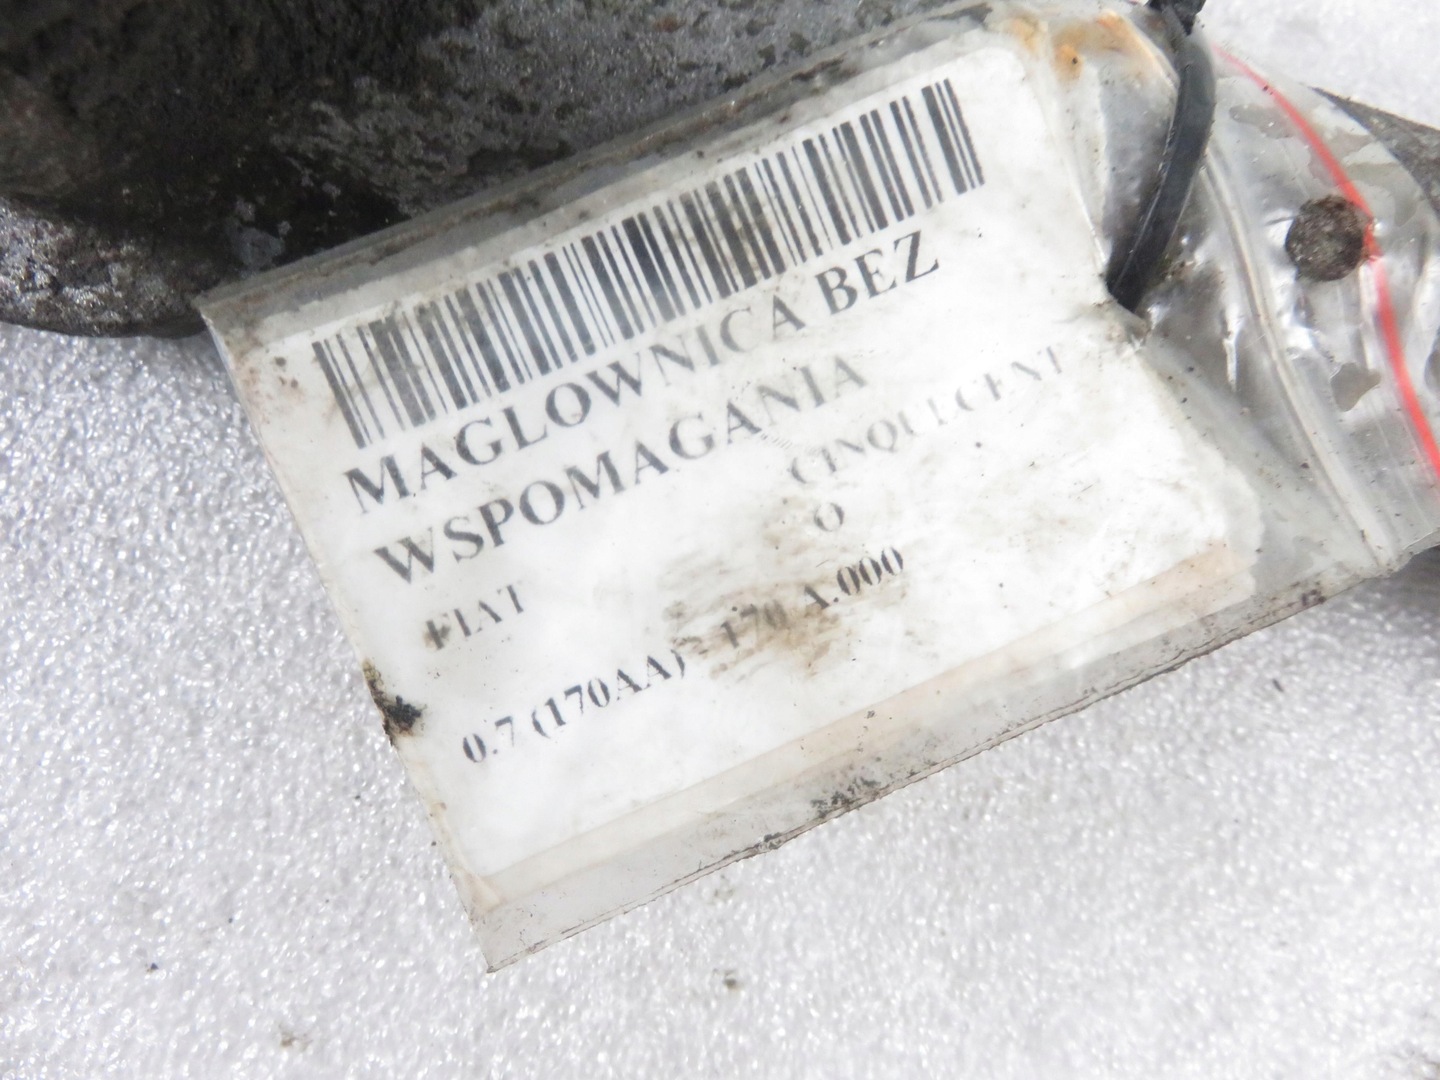 MAGLOWNICA BEZ
WSPOMAGANIA
FIAT CINQUECENT
O
0.7 (170AA) - 170 A.000